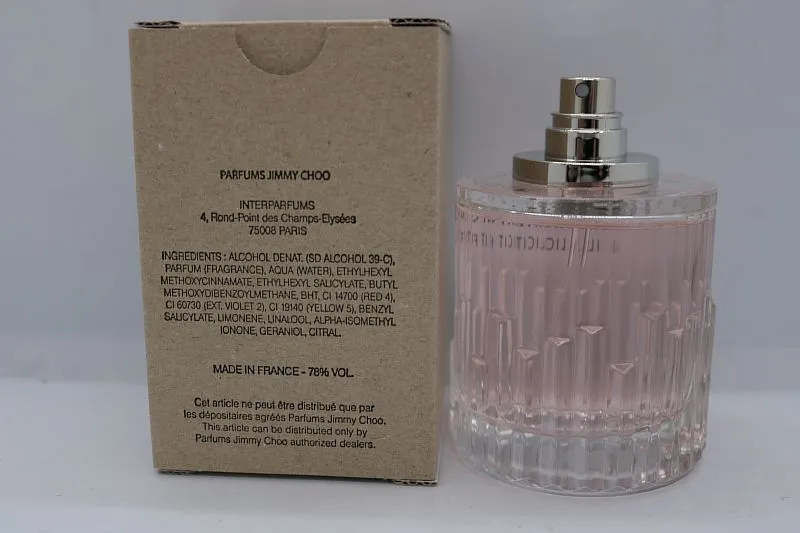 PARFUMS JIMMY CHOO
INTERPARFUMS
4, Rond-Point des Champs-Elysées
75008 PARIS
INGREDIENTS : ALCOHOL DENAT. (SD ALCOHOL 39-C),
PARFUM (FRAGRANCE), AQUA (WATER), ETHYLHEXYL
METHOXYCINNAMATE, ETHYLHEXYL SALICYLATE, BUTYL
METHOXYDIBENZOYLMETHANE, BHT, CI 14700 (RED 4),
CI 60730 (EXT. VIOLET 2), CI 19140 (YELLOW 5), BENZYL
SALICYLATE, LIMONENE, LINALOOL, ALPHA-ISOMETHYL
IONONE, GERANIOL, CITRAL.
MADE IN FRANCE - 78% VOL.
Cet article ne peut être distribué que par
les dépositaires agréés Parfums Jimmy Choo.
This article can be distributed only by
Parfums Jimmy Choo authorized dealers.